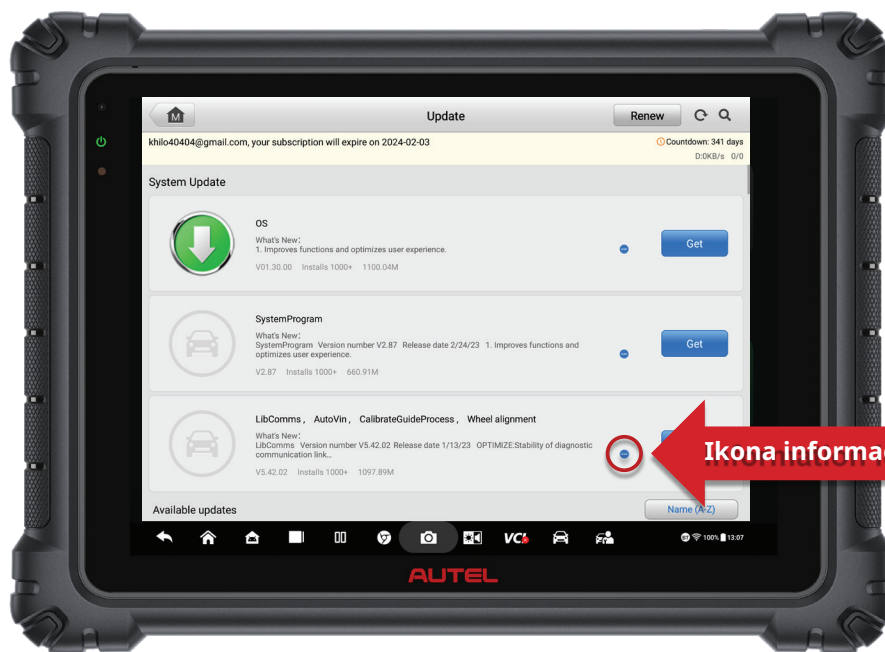 M
Update
Renew
khilo40404@gmail.com, your subscription will expire on 2024-02-03
Countdown: 341 days
D:0KB/s 0/0
System Update
OS
What's New:
1. Improves functions and optimizes user experience.
V01.30.00 Installs 1000+ 1100.04M
Get
SystemProgram
What's New:
SystemProgram Version number V2.87 Release date 2/24/23 1. Improves functions and
optimizes user experience.
V2.87 Installs 1000+ 660.91M
Get
LibComms, AutoVin, CalibrateGuideProcess, Wheel alignment
What's New:
LibComms Version number V5.42.02 Release date 1/13/23 OPTIMIZE:Stability of diagnostic
communication link...
V5.42.02 Installs 1000+ 1097.89M
Ikona informac
Available updates
Name (A-Z)
VCI
100% 13:07
AUTEL